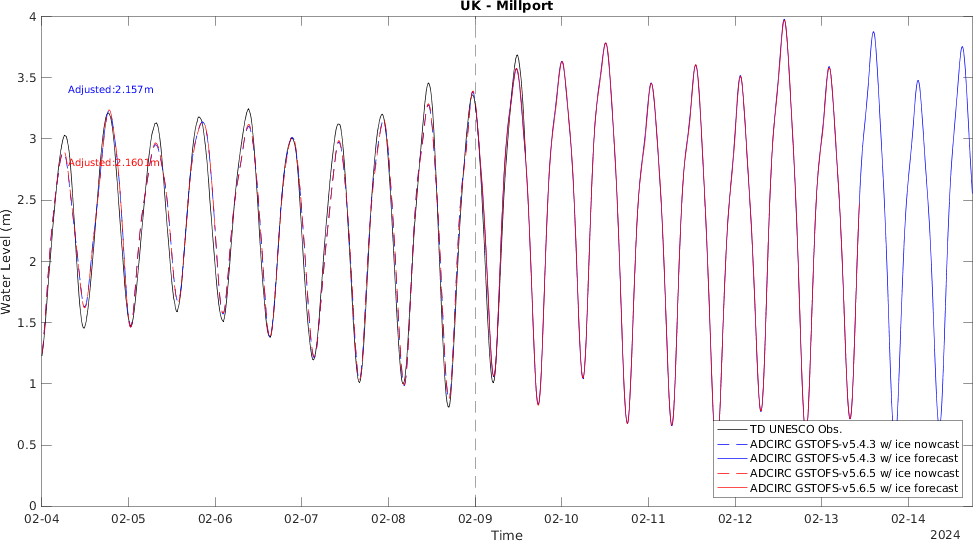 UK - Millport
4
3.5
3
2.5
2
1.5
1
0.5
0
Water Level (m)
Adjusted:2.157m
Adjusted:2.1601m
TD UNESCO Obs.
ADCIRC GSTOFS-v5.4.3 w/ ice nowcast
ADCIRC GSTOFS-v5.4.3 w/ ice forecast
ADCIRC GSTOFS-v5.6.5 w/ ice nowcast
ADCIRC GSTOFS-v5.6.5 w/ ice forecast
02-04 02-05 02-06 02-07 02-08 02-09 02-10 02-11 02-12 02-13 02-14
Time
2024